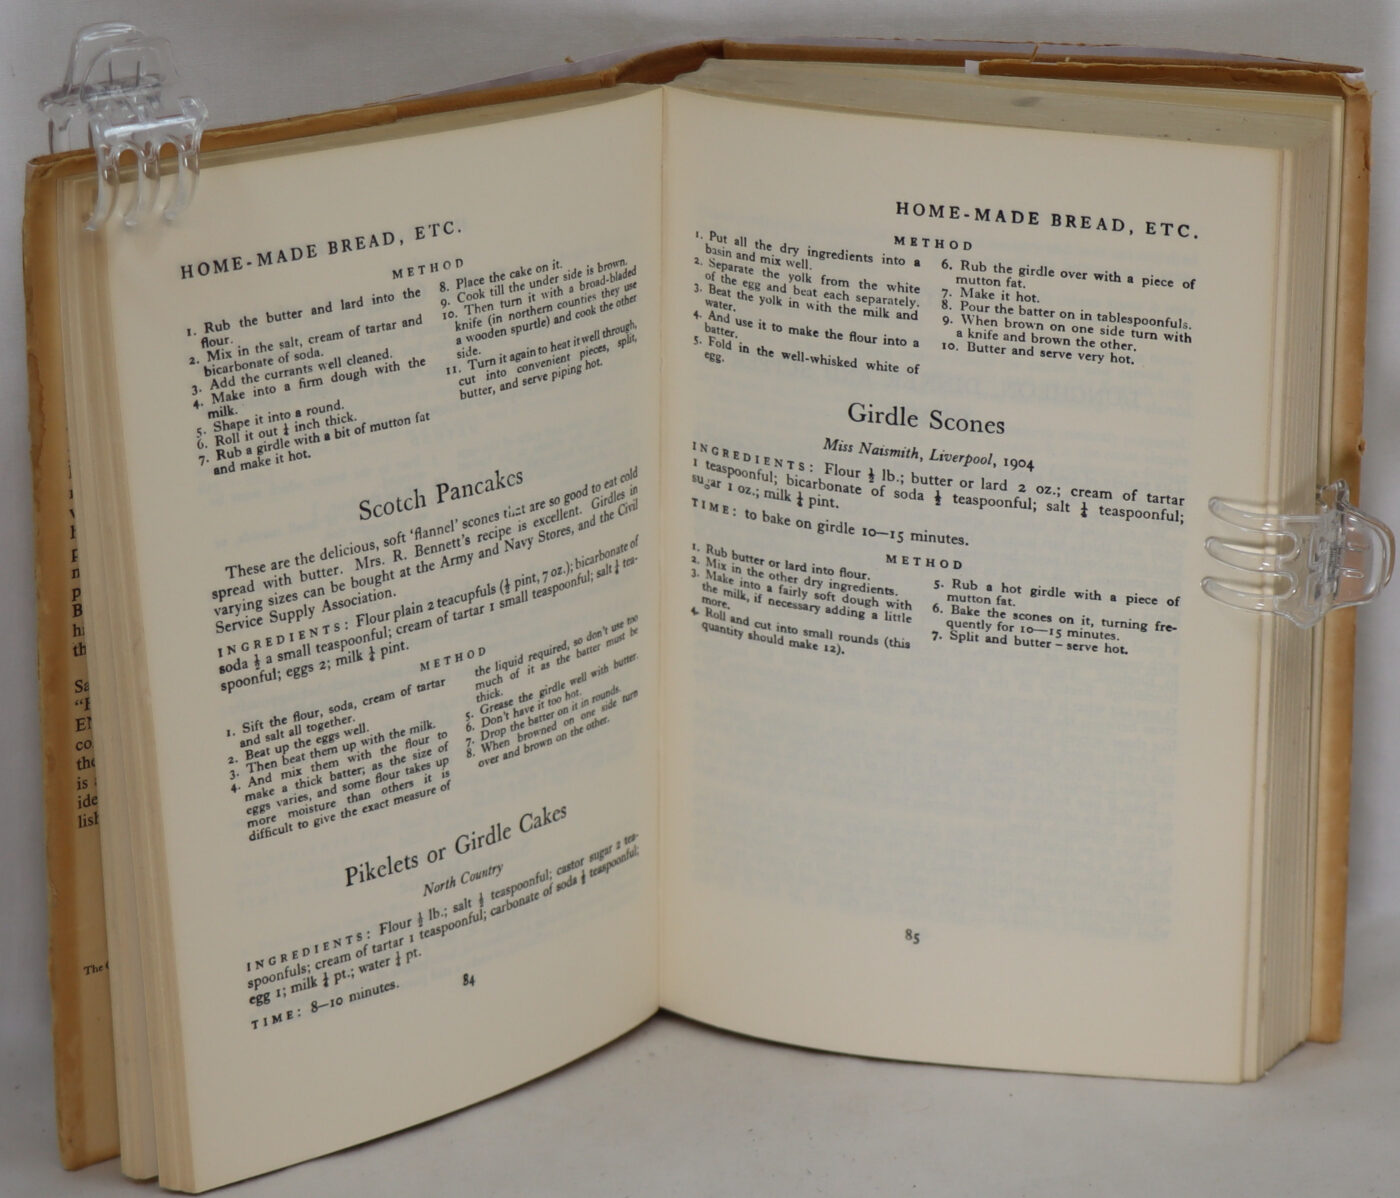 HOME-MADE BREAD, ETC.
METHOD
1. Rub the butter and lard into the
flour.
2. Mix in the salt, cream of tartar and
bicarbonate of soda.
3. Add the currants well cleaned.
4. Make into a firm dough with the
milk.
5. Shape it into a round.
6. Roll it out ¼ inch thick.
7. Rub a girdle with a bit of mutton fat
and make it hot.
8. Place the cake on it.
9. Cook till the under side is brown.
10. Then turn it with a broad-bladed
knife (in northern counties they use
a wooden spurtle) and cook the other
side.
11. Turn it again to heat it well through,
cut into convenient pieces, split,
butter, and serve piping hot.
Scotch Pancakes
These are the delicious, soft 'flannel' scones that are so good to eat cold
spread with butter. Mrs. R. Bennett's recipe is excellent. Girdles in
varying sizes can be bought at the Army and Navy Stores, and the Civil
Service Supply Association.
INGREDIENTS: Flour plain 2 teacupfuls (½ pint, 7 oz.); bicarbonate of
soda ½ a small teaspoonful; cream of tartar 1 small teaspoonful; salt ¼ tea-
spoonful; eggs 2; milk ¼ pint.
METHOD
1. Sift the flour, soda, cream of tartar
and salt all together.
2. Beat up the eggs well.
3. Then beat them up with the milk.
4. And mix them with the flour to
make a thick batter; as the size of
eggs varies, and some flour takes up
more moisture than others it is
difficult to give the exact measure of
the liquid required, so don't use too
much of it as the batter must be
thick.
5. Grease the girdle well with butter.
6. Don't have it too hot.
7. Drop the batter on it in rounds.
8. When browned on one side turn
over and brown on the other.
Pikelets or Girdle Cakes
North Country
INGREDIENTS: Flour ½ lb.; salt ½ teaspoonful; castor sugar 2 tea-
spoonfuls; cream of tartar 1 teaspoonful; carbonate of soda ½ teaspoonful;
egg 1; milk ¼ pt.; water ¼ pt.
TIME: 8–10 minutes.
84
HOME-MADE BREAD, ETC.
METHOD
1. Put all the dry ingredients into a
basin and mix well.
2. Separate the yolk from the white
of the egg and beat each separately.
3. Beat the yolk in with the milk and
water.
4. And use it to make the flour into a
batter.
5. Fold in the well-whisked white of
egg.
6. Rub the girdle over with a piece of
mutton fat.
7. Make it hot.
8. Pour the batter on in tablespoonfuls.
9. When brown on one side turn with
a knife and brown the other.
10. Butter and serve very hot.
Girdle Scones
Miss Naismith, Liverpool, 1904
INGREDIENTS: Flour ½ lb.; butter or lard 2 oz.; cream of tartar
1 teaspoonful; bicarbonate of soda ½ teaspoonful; salt ¼ teaspoonful;
sugar 1 oz.; milk ¼ pint.
TIME: to bake on girdle 10–15 minutes.
METHOD
1. Rub butter or lard into flour.
2. Mix in the other dry ingredients.
3. Make into a fairly soft dough with
the milk, if necessary adding a little
more.
4. Roll and cut into small rounds (this
quantity should make 12).
5. Rub a hot girdle with a piece of
mutton fat.
6. Bake the scones on it, turning fre-
quently for 10–15 minutes.
7. Split and butter – serve hot.
85